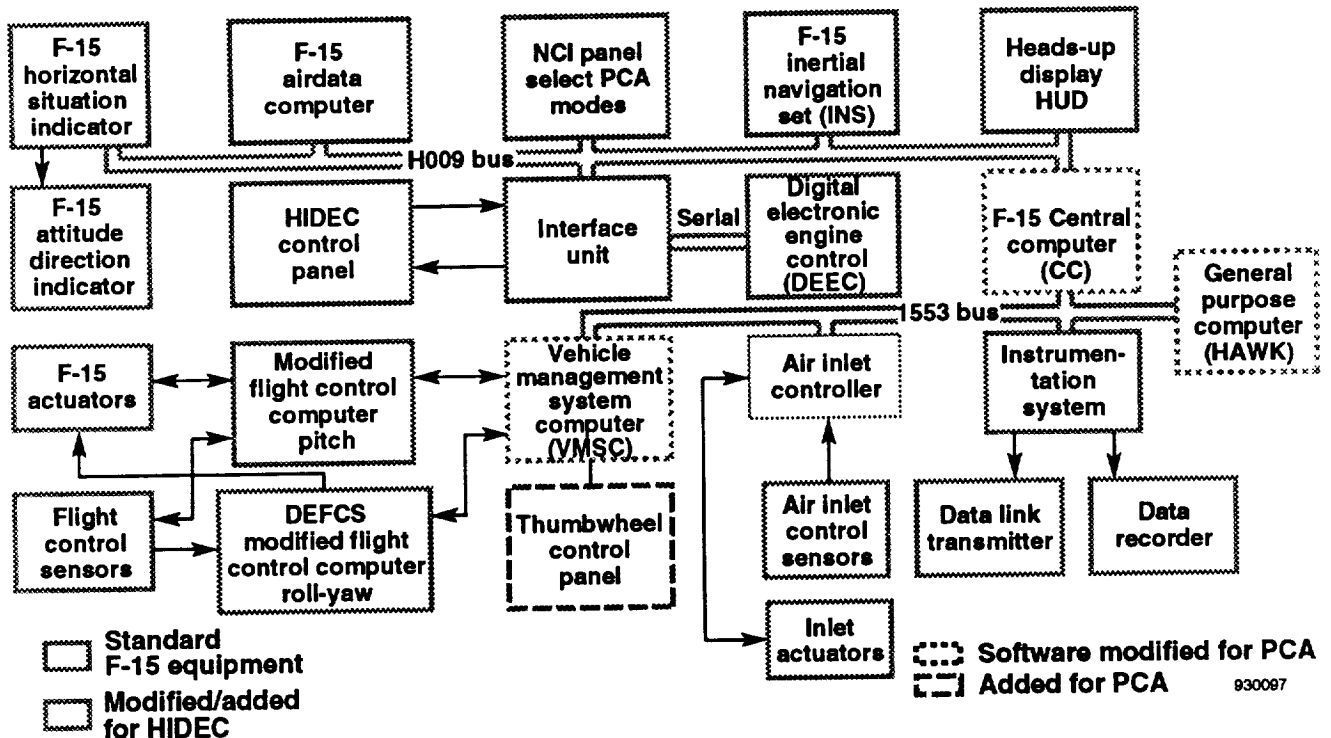 F-15
horizontal
situation
indicator
F-15
airdata
computer
NCI panel
select PCA
modes
F-15
inertial
navigation
set (INS)
Heads-up
display
HUD
H009 bus
F-15
attitude
direction
indicator
HIDEC
control
panel
Interface
unit
Serial
Digital
electronic
engine
control
(DEEC)
F-15 Central
computer
(CC)
General
purpose
computer
(HAWK)
1553 bus
F-15
actuators
Modified
flight control
computer
pitch
Vehicle
management
system
computer
(VMSC)
Air inlet
controller
Instrumen-
tation
system
Flight
control
sensors
DEFCS
modified flight
control computer
roll-yaw
Thumbwheel
control
panel
Air inlet
control
sensors
Data link
transmitter
Data
recorder
Inlet
actuators
Standard
F-15 equipment
Modified/added
for HIDEC
Software modified for PCA
Added for PCA
930097